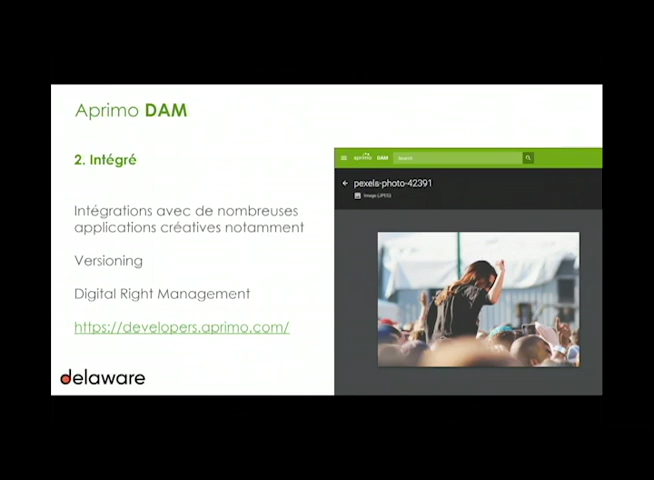 Aprimo DAM
2. Intégré
Intégrations avec de nombreuses
applications créatives notamment
Versioning
Digital Right Management
https://developers.aprimo.com/
delaware
aprimo DAM Search
pexels-photo-42391
Image (JPEG)